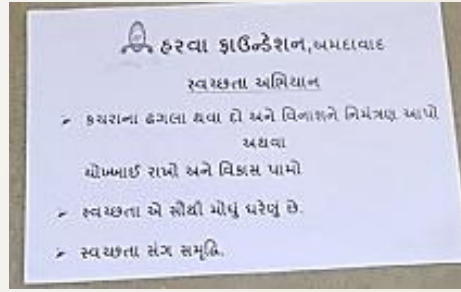 હરવા ફાઉન્ડેશન,અમદાવાદ
સ્વચ્છતા અભિયાન
➢ કચરાના ઢગલા થવા દો અને વિનાશને નિમંત્રણ આપો
અથવા
ચોખ્ખાઈ રાખો અને વિકાસ પામો
➢ સ્વચ્છતા એ સૌથી મોઘું ઘરેણું છે.
➢ સ્વચ્છતા સંગ સમૃદ્ધિ.